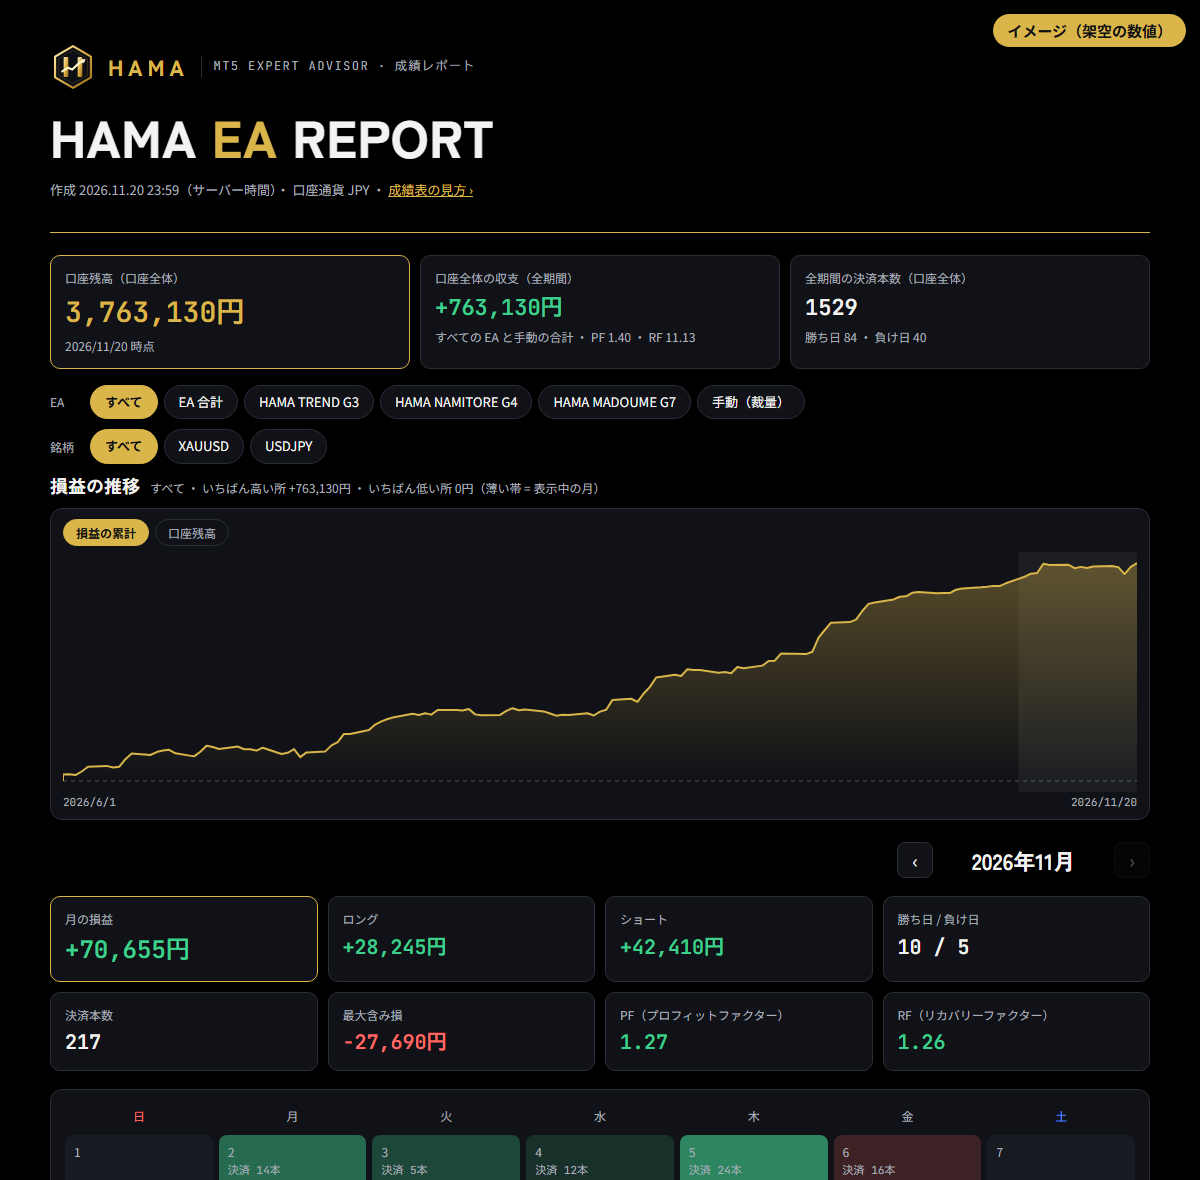 イメージ（架空の数値）
HAMA MT5 EXPERT ADVISOR · 成績レポート
HAMA EA REPORT
作成 2026.11.20 23:59（サーバー時間）・ 口座通貨 JPY ・ 成績表の見方 ›
口座残高（口座全体）
3,763,130円
2026/11/20 時点
口座全体の収支（全期間）
+763,130円
すべての EA と手動の合計 ・ PF 1.40 ・ RF 11.13
全期間の決済本数（口座全体）
1529
勝ち日 84 ・ 負け日 40
EA すべて EA 合計 HAMA TREND G3 HAMA NAMITORE G4 HAMA MADOUME G7 手動（裁量）
銘柄 すべて XAUUSD USDJPY
損益の推移 すべて ・ いちばん高い所 +763,130円 ・ いちばん低い所 0円（薄い帯 = 表示中の月）
損益の累計 口座残高
2026/6/1 2026/11/20
‹ 2026年11月 ›
月の損益
+70,655円
ロング
+28,245円
ショート
+42,410円
勝ち日 / 負け日
10 / 5
決済本数
217
最大含み損
-27,690円
PF（プロフィットファクター）
1.27
RF（リカバリーファクター）
1.26
日 月 火 水 木 金 土
1
2
決済 14本
3
決済 5本
4
決済 12本
5
決済 24本
6
決済 16本
7